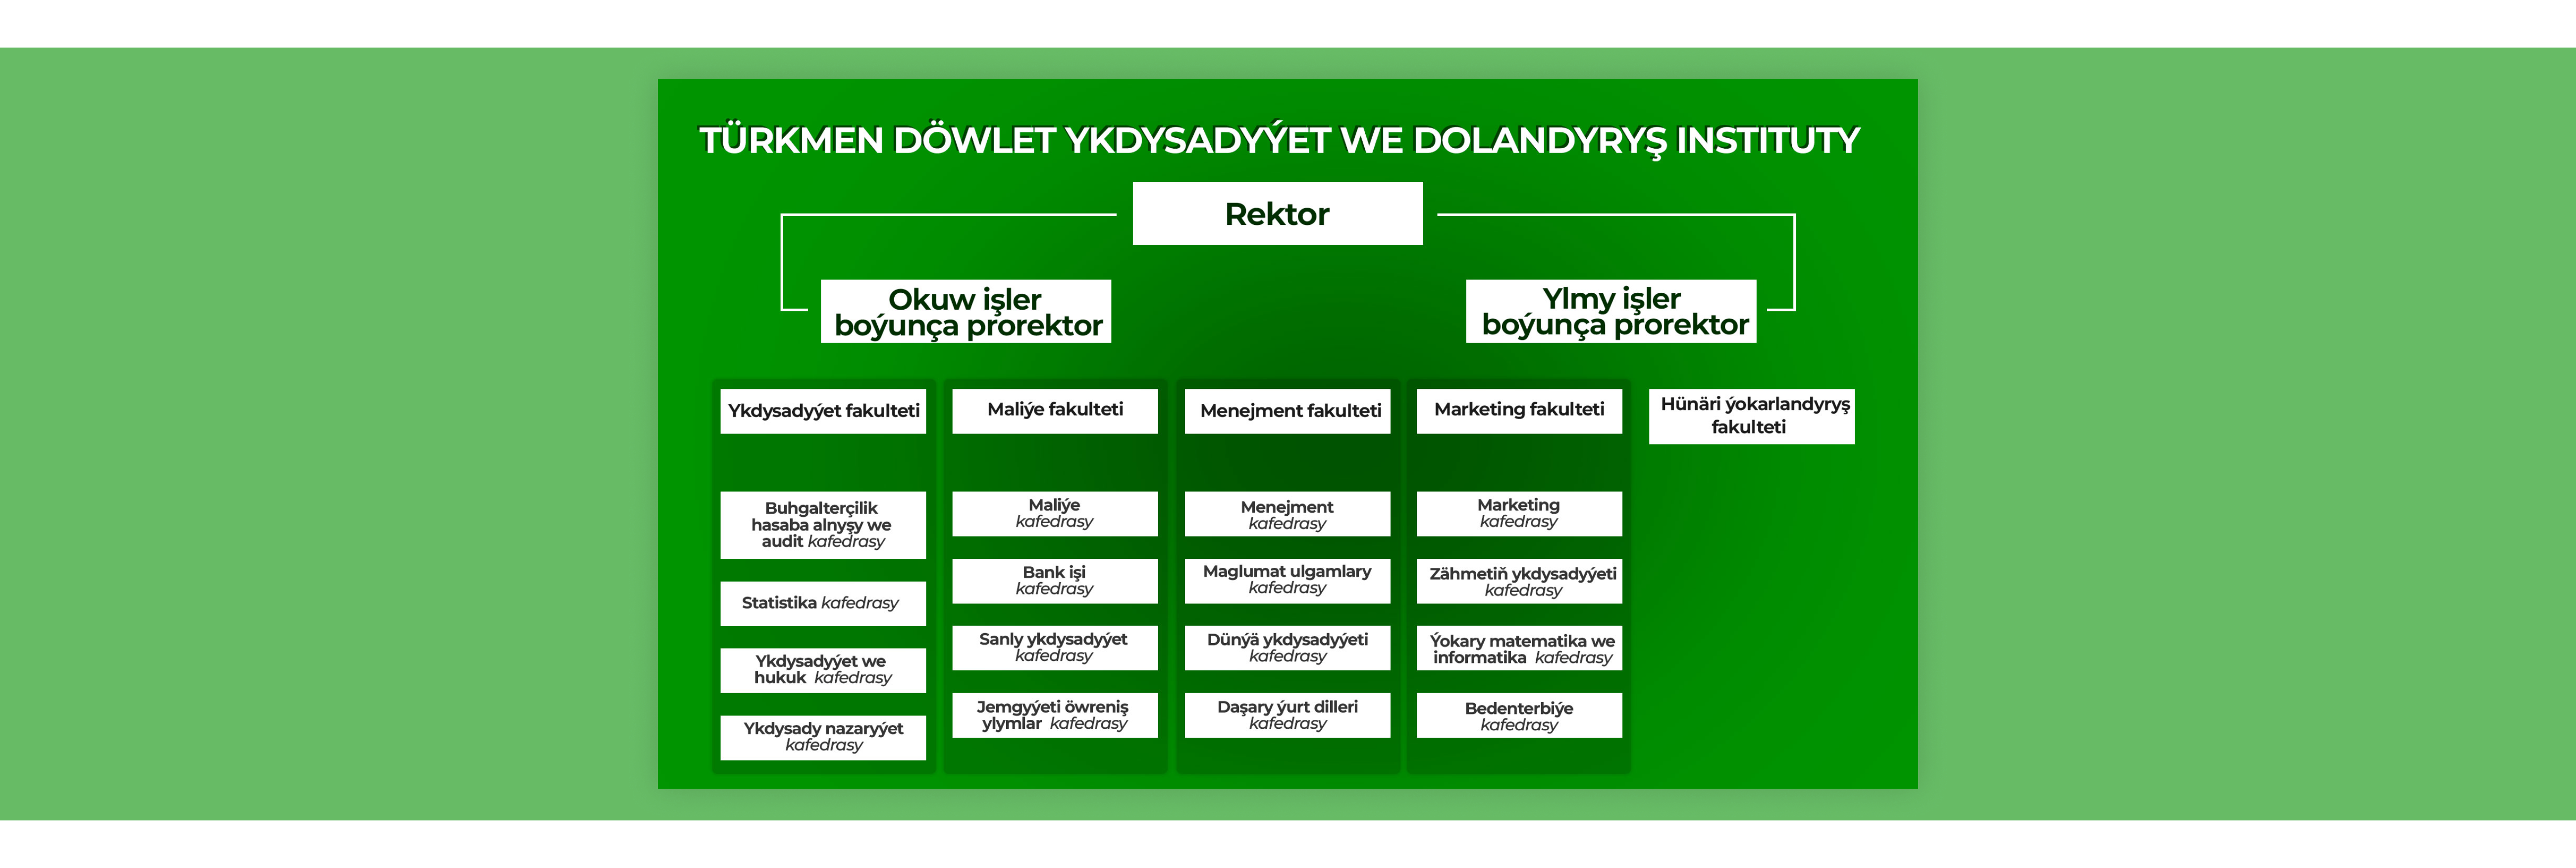 TÜRKMEN DÖWLET YKDYSADYÝET WE DOLANDYRYŞ INSTITUTY
Rektor
Okuw işler
boýunça prorektor
Ylmy işler
boýunça prorektor
Ykdysadyýet fakulteti
Maliýe fakulteti
Menejment fakulteti
Marketing fakulteti
Hünäri ýokarlandyryş
fakulteti
Buhgalterçilik
hasaba alnyşy we
audit kafedrasy
Statistika kafedrasy
Ykdysadyýet we
hukuk kafedrasy
Ykdysady nazaryýet
kafedrasy
Maliýe
kafedrasy
Bank işi
kafedrasy
Sanly ykdysadyýet
kafedrasy
Jemgyýeti öwreniş
ylymlar kafedrasy
Menejment
kafedrasy
Maglumat ulgamlary
kafedrasy
Dünýä ykdysadyýeti
kafedrasy
Daşary ýurt dilleri
kafedrasy
Marketing
kafedrasy
Zähmetiň ykdysadyýeti
kafedrasy
Ýokary matematika we
informatika kafedrasy
Bedenterbiýe
kafedrasy